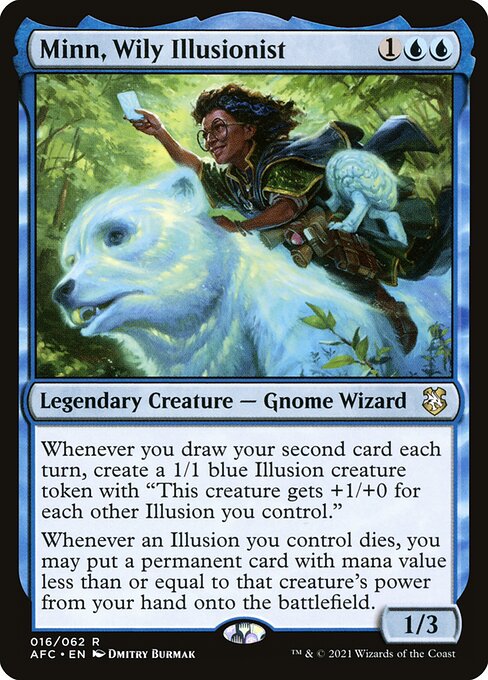 Minn, Wily Illusionist 1
Legendary Creature — Gnome Wizard
Whenever you draw your second card each
turn, create a 1/1 blue Illusion creature
token with “This creature gets +1/+0 for
each other Illusion you control.”
Whenever an Illusion you control dies, you
may put a permanent card with mana value
less than or equal to that creature’s power
from your hand onto the battlefield.
1/3
016/062 R
AFC • EN Dmitry Burmak ™ & © 2021 Wizards of the Coast